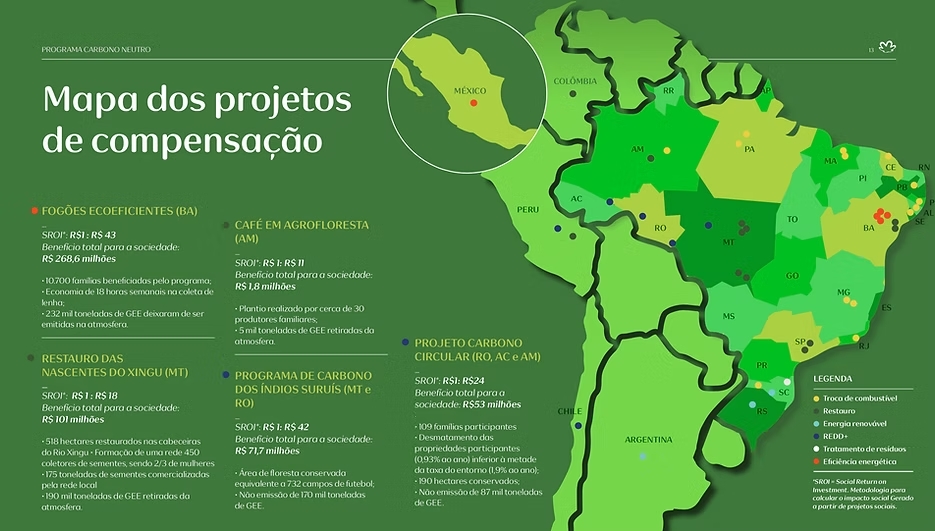 PROGRAMA CARBONO NEUTRO
13
Mapa dos projetos
de compensação
FOGÕES ECOEFICIENTES (BA)
SROI*: R$1 : R$ 43
Benefício total para a sociedade:
R$ 268,6 milhões
• 10.700 famílias beneficiadas pelo programa;
• Economia de 18 horas semanais na coleta de
lenha;
• 232 mil toneladas de GEE deixaram de ser
emitidas na atmosfera.
RESTAURO DAS
NASCENTES DO XINGU (MT)
SROI*: R$ 1 : R$ 18
Benefício total para a sociedade:
R$ 101 milhões
• 518 hectares restaurados nas cabeceiras
do Rio Xingu • Formação de uma rede 450
coletores de sementes, sendo 2/3 de mulheres
• 175 toneladas de sementes comercializadas
pela rede local
• 190 mil toneladas de GEE retiradas da
atmosfera.
CAFÉ EM AGROFLORESTA
(AM)
SROI*: R$ 1: R$ 11
Benefício total para a sociedade:
R$ 1,8 milhões
• Plantio realizado por cerca de 30
produtores familiares;
• 5 mil toneladas de GEE retiradas da
atmosfera.
PROGRAMA DE CARBONO
DOS ÍNDIOS SURUÍS (MT e
RO)
SROI*: R$ 1: R$ 42
Benefício total para a sociedade:
R$ 71,7 milhões
• Área de floresta conservada
equivalente a 732 campos de futebol;
• Não emissão de 170 mil toneladas
de GEE.
PROJETO CARBONO
CIRCULAR (RO, AC e AM)
SROI*: R$1: R$24
Benefício total para a
sociedade: R$53 milhões
• 109 famílias participantes
• Desmatamento das
propriedades participantes
(0,93% ao ano) inferior à metade
da taxa do entorno (1,9% ao ano);
• 190 hectares conservados;
• Não emissão de 87 mil toneladas
de GEE.
MÉXICO
COLÔMBIA
RR
AP
AM
PA
MA
CE
RN
PI
PB
P
AL
SE
AC
PERU
RO
TO
BA
MT
GO
MG
ES
MS
SP
RJ
PR
SC
RS
CHILE
ARGENTINA
LEGENDA
Troca de combustível
Restauro
Energia renovável
REDD+
Tratamento de resíduos
Eficiência energética
*SROI = Social Return on
Investment. Metodologia para
calcular o impacto social Gerado
a partir de projetos sociais.